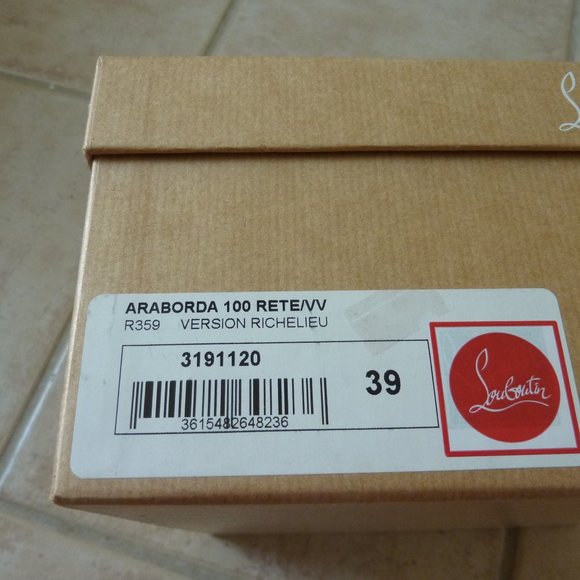 ARABORDA 100 RETE/VV
R359 VERSION RICHELIEU
3191120
39
3615482648236
Louboutin